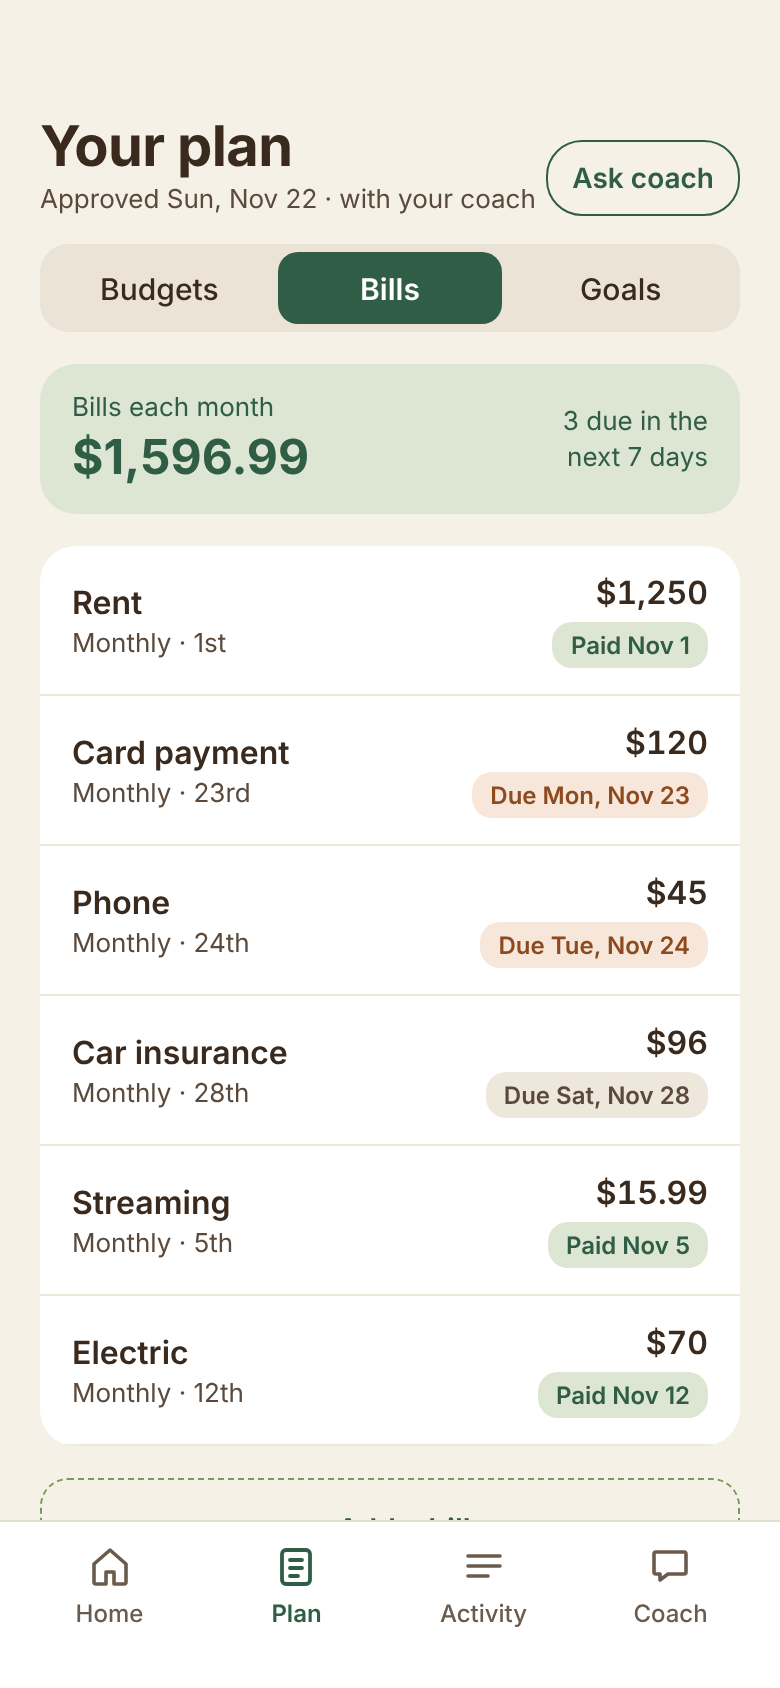 Your plan
Approved Sun, Nov 22 · with your coach
Ask coach
Budgets
Bills
Goals
Bills each month
$1,596.99
3 due in the
next 7 days
Rent
Monthly · 1st
$1,250
Paid Nov 1
Card payment
Monthly · 23rd
$120
Due Mon, Nov 23
Phone
Monthly · 24th
$45
Due Tue, Nov 24
Car insurance
Monthly · 28th
$96
Due Sat, Nov 28
Streaming
Monthly · 5th
$15.99
Paid Nov 5
Electric
Monthly · 12th
$70
Paid Nov 12
Home
Plan
Activity
Coach